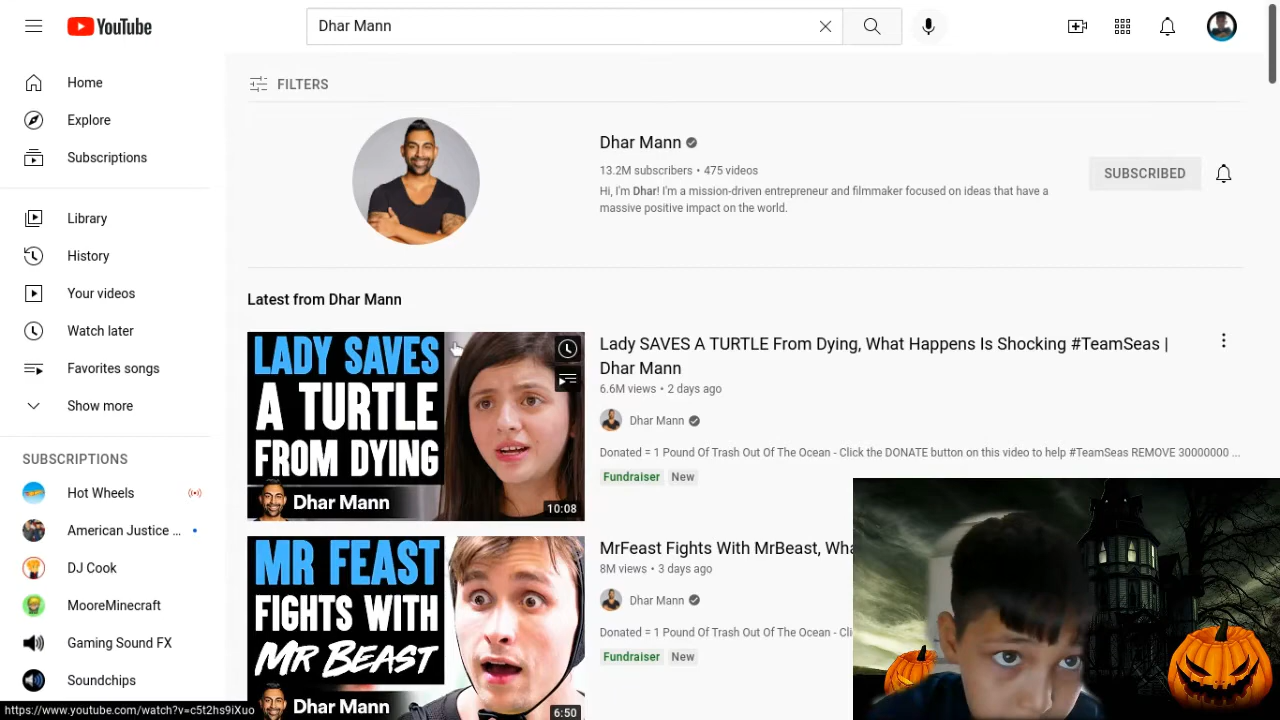 YouTube
Dhar Mann
Home
Explore
Subscriptions
Library
History
Your videos
Watch later
Favorites songs
Show more
SUBSCRIPTIONS
Hot Wheels
American Justice ...
DJ Cook
MooreMinecraft
Gaming Sound FX
Soundchips
https://www.youtube.com/watch?v=c5t2hs9iXuo
FILTERS
Dhar Mann
13.2M subscribers • 475 videos
Hi, I'm Dhar! I'm a mission-driven entrepreneur and filmmaker focused on ideas that have a
massive positive impact on the world.
SUBSCRIBED
Latest from Dhar Mann
LADY SAVES
A TURTLE
FROM DYING
Dhar Mann
10:08
Lady SAVES A TURTLE From Dying, What Happens Is Shocking #TeamSeas |
Dhar Mann
6.6M views • 2 days ago
Dhar Mann
Donated = 1 Pound Of Trash Out Of The Ocean - Click the DONATE button on this video to help #TeamSeas REMOVE 30000000 ...
Fundraiser New
MR FEAST
FIGHTS WITH
MR BEAST
Dhar Mann
6:50
MrFeast Fights With MrBeast, Wha
8M views • 3 days ago
Dhar Mann
Donated = 1 Pound Of Trash Out Of The Ocean - Cli
Fundraiser New